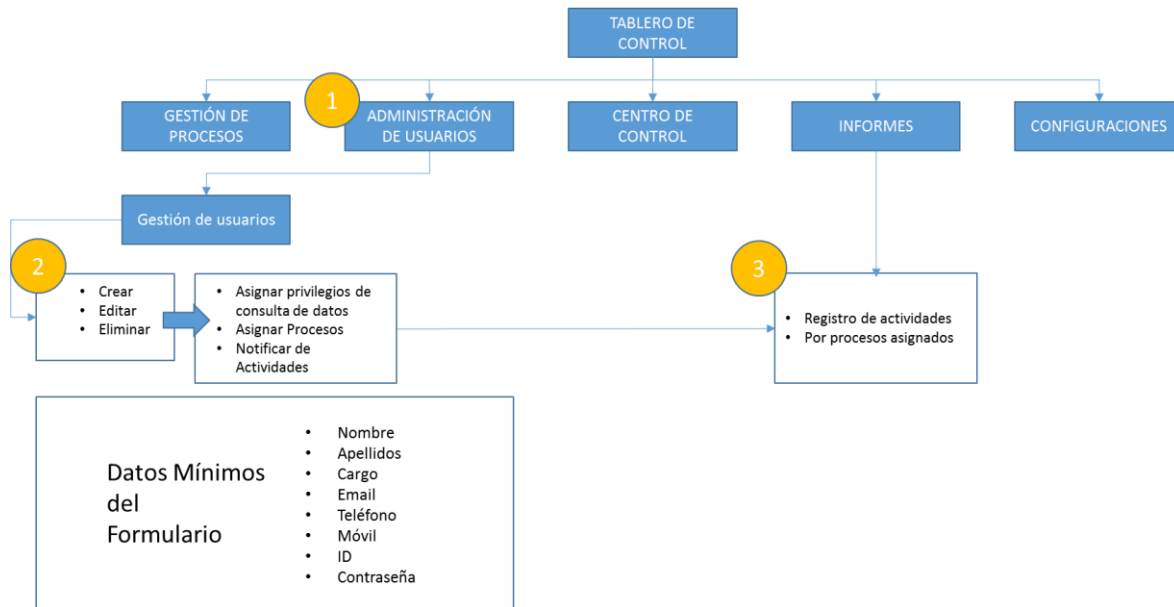 TABLERO DE
CONTROL
1
GESTIÓN DE
PROCESOS
ADMINISTRACIÓN
DE USUARIOS
CENTRO DE
CONTROL
INFORMES
CONFIGURACIONES
Gestión de usuarios
2
• Crear
• Editar
• Eliminar
• Asignar privilegios de
consulta de datos
• Asignar Procesos
• Notificar de
Actividades
3
• Registro de actividades
• Por procesos asignados
Datos Mínimos
del
Formulario
• Nombre
• Apellidos
• Cargo
• Email
• Teléfono
• Móvil
• ID
• Contraseña